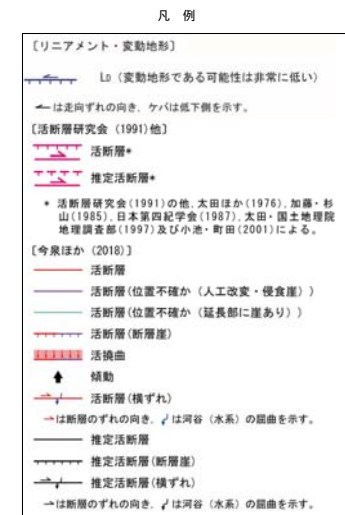 凡 例
〔リニアメント・変動地形〕
LD（変動地形である可能性は非常に低い）
は走向ずれの向き、ケバは低下側を示す。
〔活断層研究会（1991）他〕
活断層*
推定活断層*
* 活断層研究会(1991)の他，太田ほか(1976)，加藤・杉
山(1985)，日本第四紀学会(1987)，太田・国土地理院
地理調査部(1997)及び小池・町田(2001)による。
〔今泉ほか（2018）〕
活断層
活断層(位置不確か（人工改変・侵食崖）)
活断層(位置不確か（延長部に崖あり）)
活断層(断層崖)
活撓曲
傾動
活断層(横ずれ)
は断層のずれの向き，は河谷（水系）の屈曲を示す。
推定活断層
推定活断層(断層崖)
推定活断層(横ずれ)
は断層のずれの向き，は河谷（水系）の屈曲を示す。